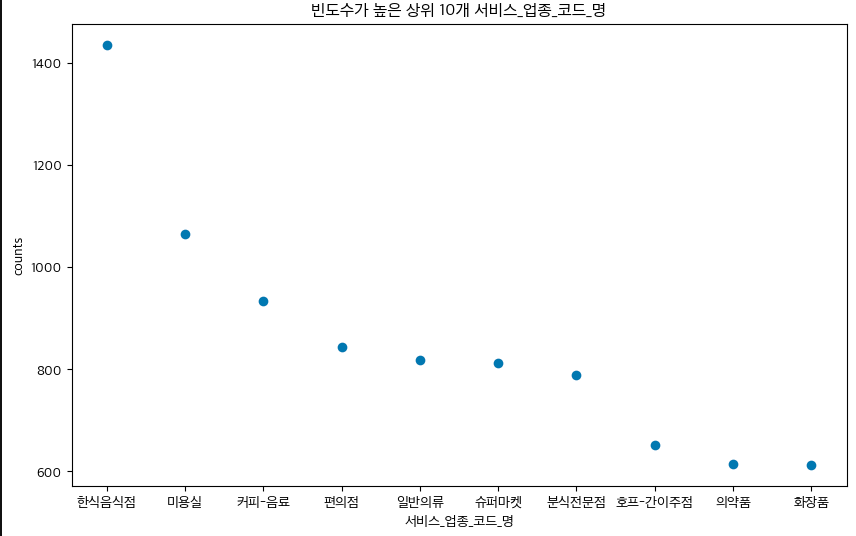 빈도수가 높은 상위 10개 서비스_업종_코드_명
1400
1200
1000
800
600
counts
한식음식점 미용실 커피-음료 편의점 일반의류 슈퍼마켓 분식전문점 호프-간이주점 의약품 화장품
서비스_업종_코드_명